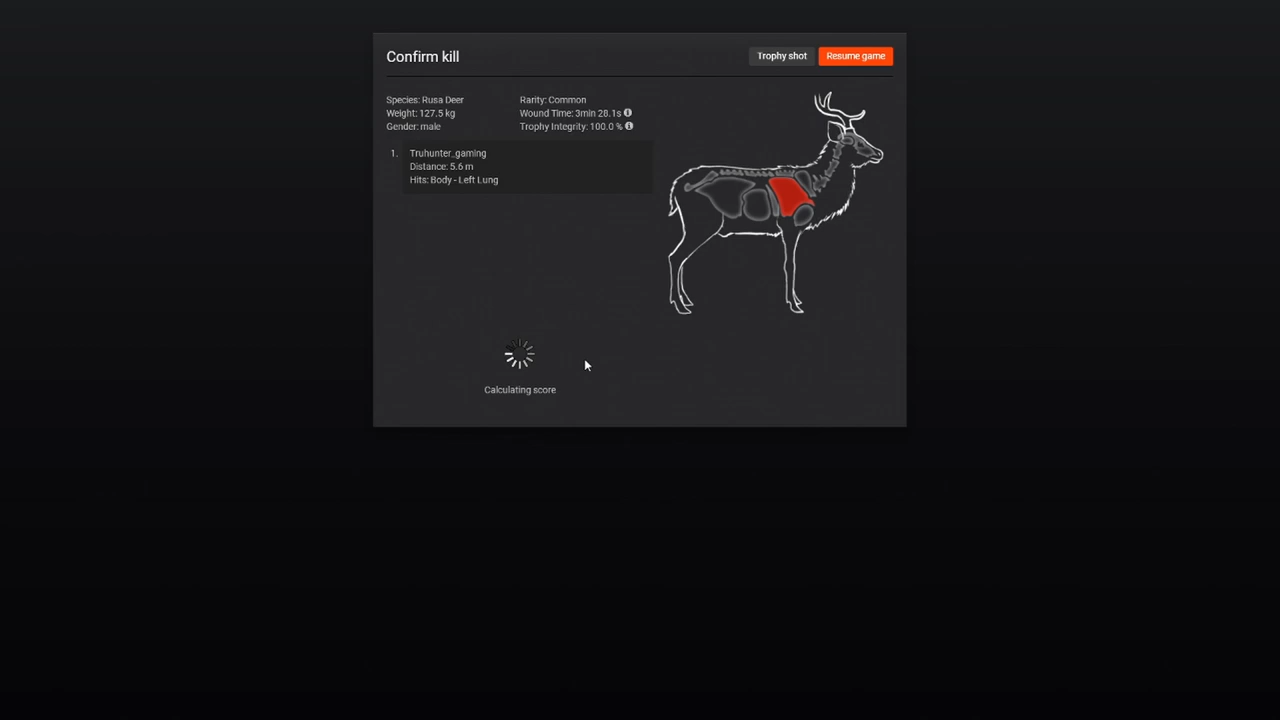 Confirm kill
Trophy shot
Resume game
Species: Rusa Deer
Weight: 127.5 kg
Gender: male
Rarity: Common
Wound Time: 3min 28.1s
Trophy Integrity: 100.0 %
1. Truhunter_gaming
Distance: 5.6 m
Hits: Body - Left Lung
Calculating score